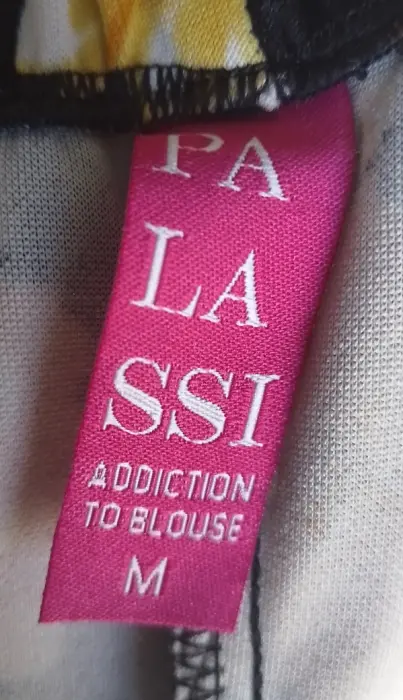 PA
LA
SSI
ADDICTION
TO BLOUSE
M